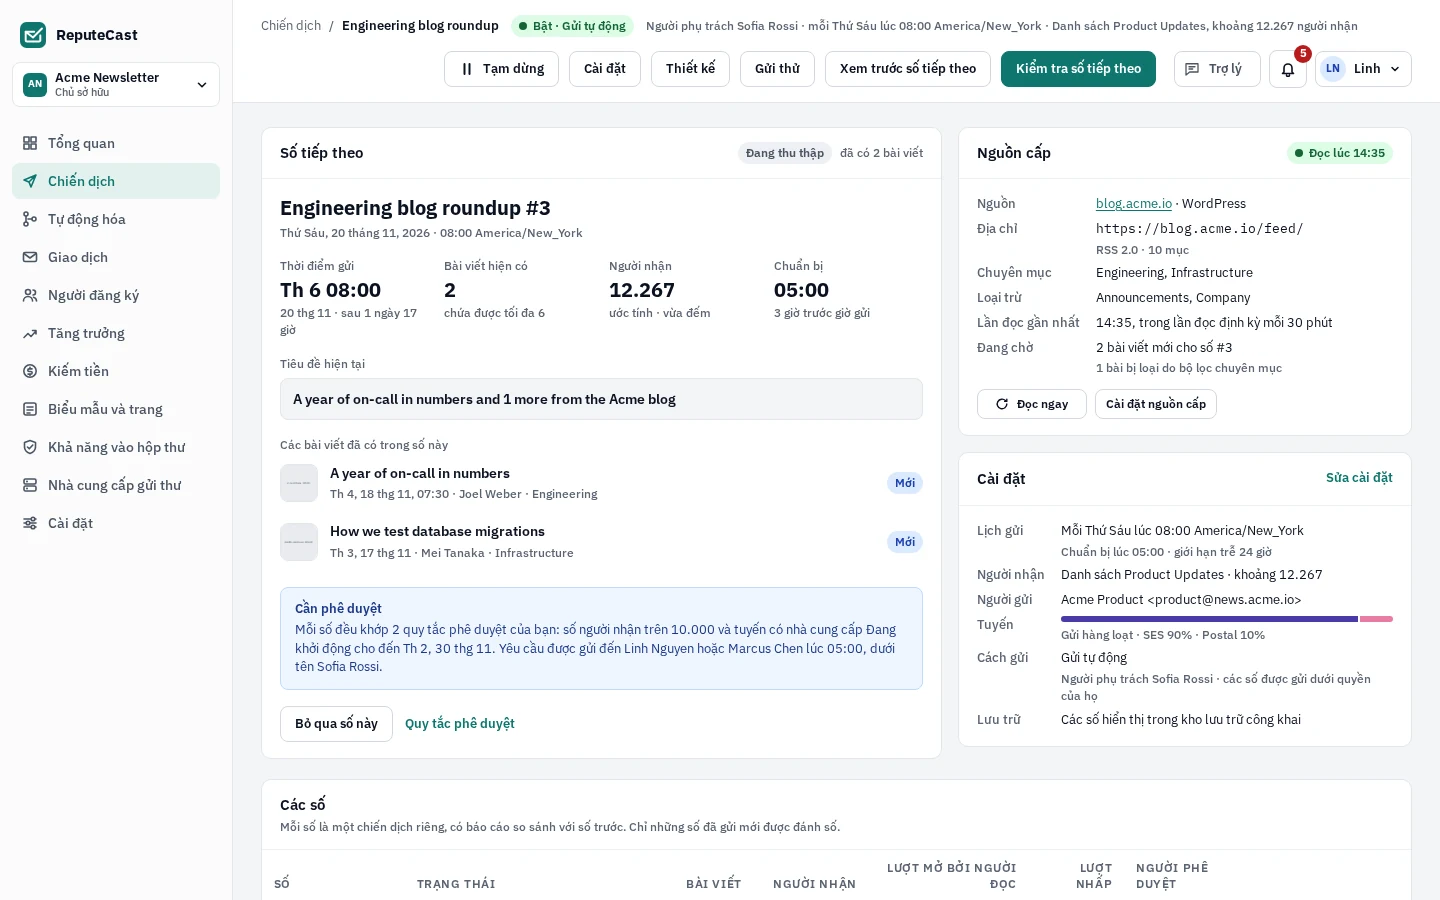 ReputeCast
AN
Acme Newsletter
Chủ sở hữu
Tổng quan
Chiến dịch
Tự động hóa
Giao dịch
Người đăng ký
Tăng trưởng
Kiếm tiền
Biểu mẫu và trang
Khả năng vào hộp thư
Nhà cung cấp gửi thư
Cài đặt
Chiến dịch / Engineering blog roundup
Bật · Gửi tự động
Người phụ trách Sofia Rossi · mỗi Thứ Sáu lúc 08:00 America/New_York · Danh sách Product Updates, khoảng 12.267 người nhận
Tạm dừng
Cài đặt
Thiết kế
Gửi thử
Xem trước số tiếp theo
Kiểm tra số tiếp theo
Trợ lý
5
LN
Linh
Số tiếp theo
Đang thu thập
đã có 2 bài viết
Engineering blog roundup #3
Thứ Sáu, 20 tháng 11, 2026 · 08:00 America/New_York
Thời điểm gửi
Th 6 08:00
20 thg 11 · sau 1 ngày 17
giờ
Bài viết hiện có
2
chứa được tối đa 6
Người nhận
12.267
ước tính · vừa đếm
Chuẩn bị
05:00
3 giờ trước giờ gửi
Tiêu đề hiện tại
A year of on-call in numbers and 1 more from the Acme blog
Các bài viết đã có trong số này
A year of on-call in numbers
Th 4, 18 thg 11, 07:30 · Joel Weber · Engineering
Mới
How we test database migrations
Th 3, 17 thg 11 · Mei Tanaka · Infrastructure
Mới
Cần phê duyệt
Mỗi số đều khớp 2 quy tắc phê duyệt của bạn: số người nhận trên 10.000 và tuyến có nhà cung cấp Đang
khởi động cho đến Th 2, 30 thg 11. Yêu cầu được gửi đến Linh Nguyen hoặc Marcus Chen lúc 05:00, dưới
tên Sofia Rossi.
Bỏ qua số này
Quy tắc phê duyệt
Nguồn cấp
Đọc lúc 14:35
Nguồn
blog.acme.io · WordPress
Địa chỉ
https://blog.acme.io/feed/
RSS 2.0 · 10 mục
Chuyên mục
Engineering, Infrastructure
Loại trừ
Announcements, Company
Lần đọc gần nhất
14:35, trong lần đọc định kỳ mỗi 30 phút
Đang chờ
2 bài viết mới cho số #3
1 bài bị loại do bộ lọc chuyên mục
Đọc ngay
Cài đặt nguồn cấp
Cài đặt
Sửa cài đặt
Lịch gửi
Mỗi Thứ Sáu lúc 08:00 America/New_York
Chuẩn bị lúc 05:00 · giới hạn trễ 24 giờ
Người nhận
Danh sách Product Updates · khoảng 12.267
Người gửi
Acme Product <product@news.acme.io>
Tuyến
Gửi hàng loạt · SES 90% · Postal 10%
Cách gửi
Gửi tự động
Người phụ trách Sofia Rossi · các số được gửi dưới quyền
của họ
Lưu trữ
Các số hiển thị trong kho lưu trữ công khai
Các số
Mỗi số là một chiến dịch riêng, có báo cáo so sánh với số trước. Chỉ những số đã gửi mới được đánh số.
SỐ
TRẠNG THÁI
BÀI VIẾT
NGƯỜI NHẬN
LƯỢT MỞ BỞI NGƯỜI
ĐỌC
LƯỢT
NHẤP
NGƯỜI PHÊ
DUYỆT